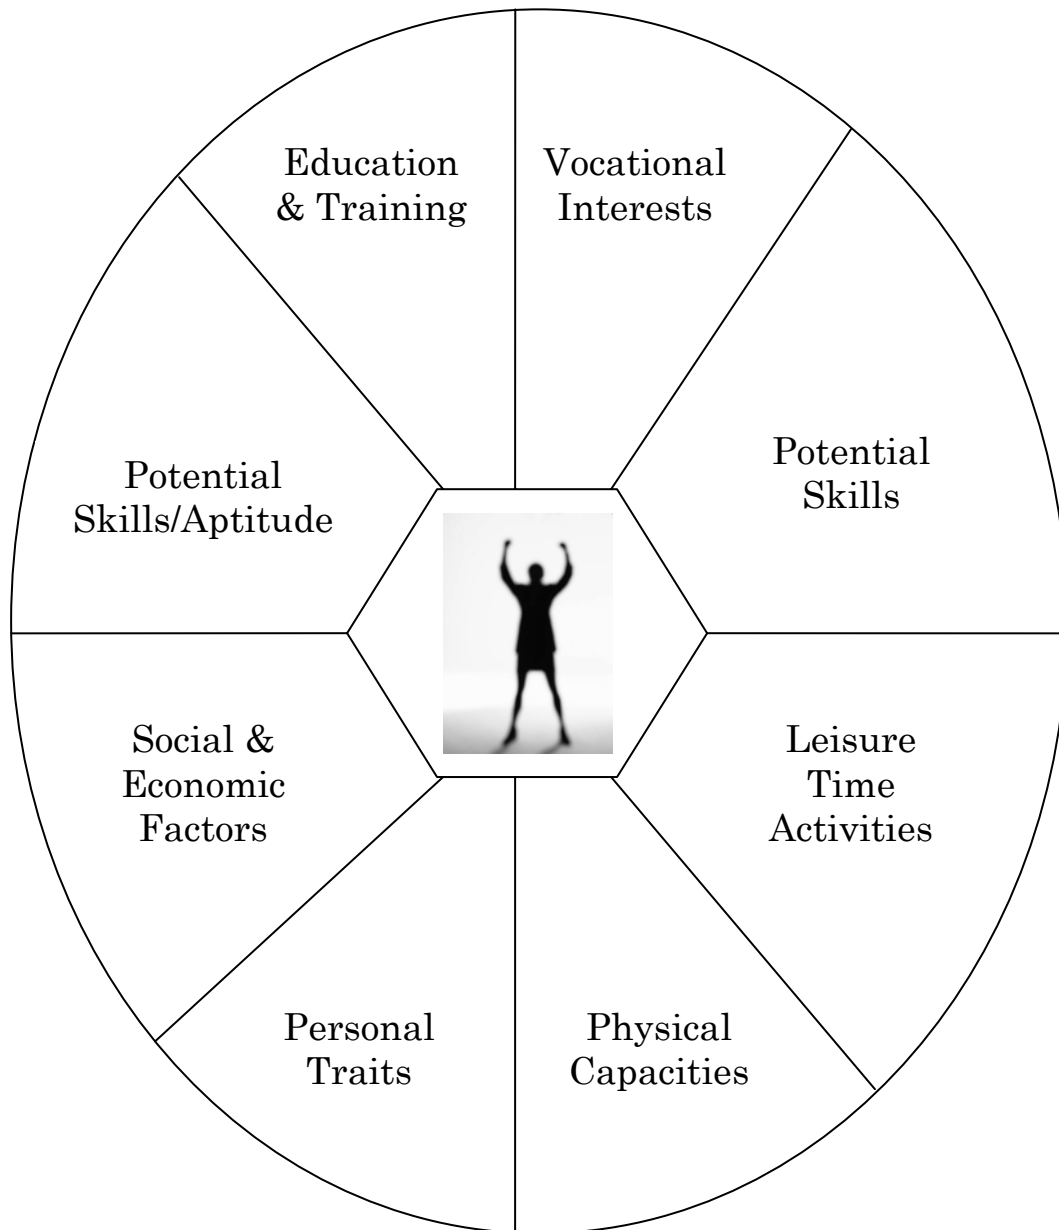 Education
& Training
Vocational
Interests
Potential
Skills
Potential
Skills/Aptitude
Leisure
Time
Activities
Social &
Economic
Factors
Personal
Traits
Physical
Capacities